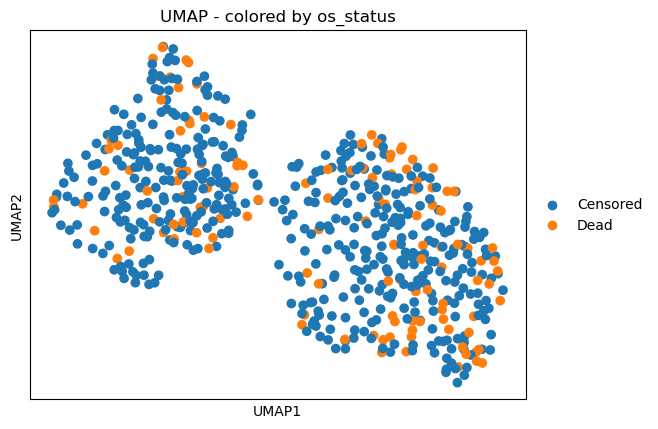 UMAP - colored by os_status
UMAP2
Censored
Dead
UMAP1